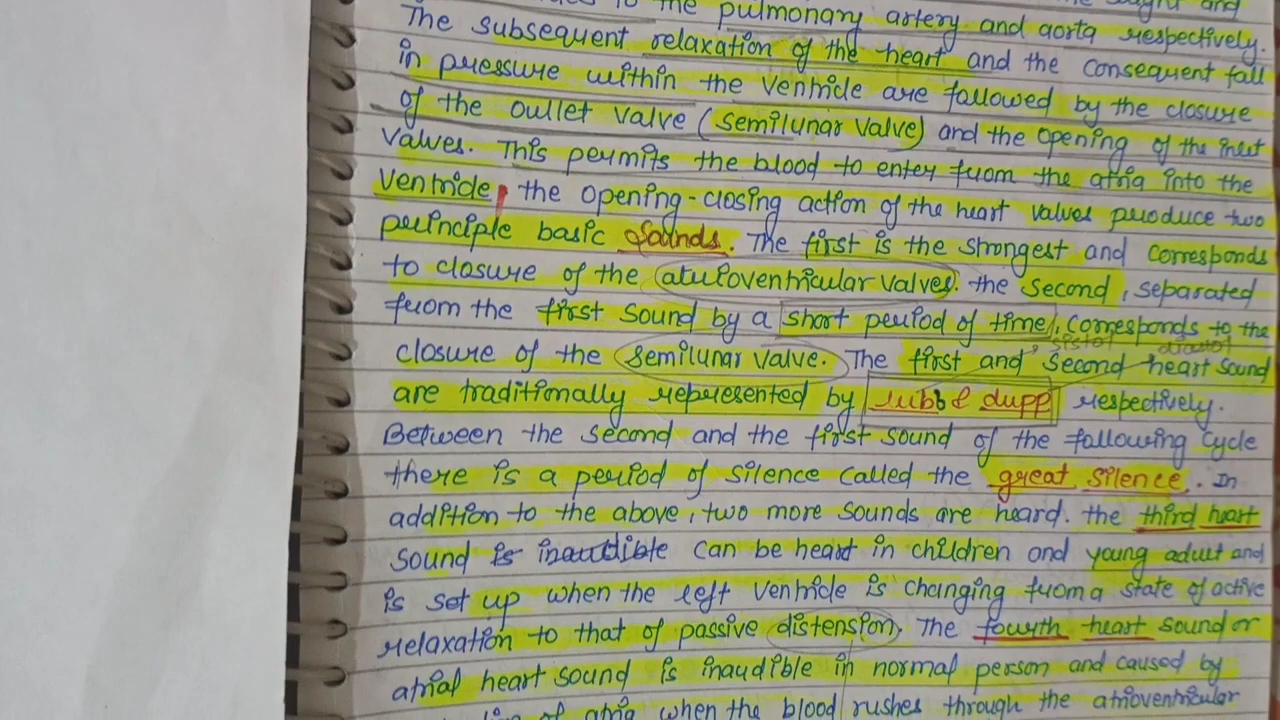 the pulmonary artery and aorta respectively.
The subsequent relaxation of the heart and the consequent fall
in pressure within the ventricle are followed by the closure
of the oullet valve (semilunar valve) and the opening of the inlet
valves. This permits the blood to enter from the atria into the
ventricle, the opening-closing action of the heart valves produce two
principle basic sounds. The first is the strongest and corresponds
to closure of the atrioventricular valves. the second, separated
from the first sound by a short period of time, corresponds to the
closure of the semilunar valve. The first and second heart sound
are traditionally represented by lubb & dupp respectively.
Between the second and the first sound of the following cycle
there is a period of silence called the great silence. In
addition to the above, two more sounds are heard. the third heart
sound is inaudible can be heart in children and young adult and
is set up when the left ventricle is changing from a state of active
relaxation to that of passive distension. The fourth heart sound or
atrial heart sound is inaudible in normal person and caused by
of atria when the blood rushes through the atrioventricular